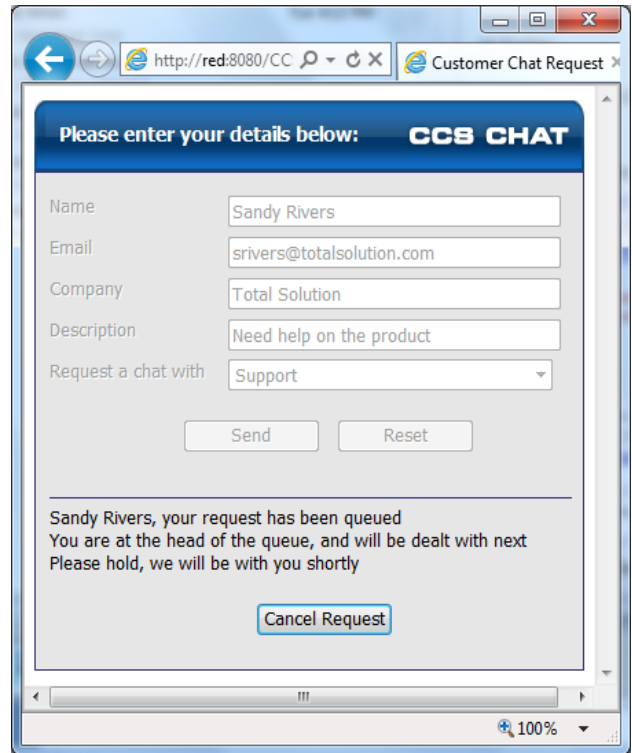 http://red:8080/CC
Customer Chat Request
Please enter your details below:
CCS CHAT
Name
Sandy Rivers
Email
srivers@totalsolution.com
Company
Total Solution
Description
Need help on the product
Request a chat with
Support
Send
Reset
Sandy Rivers, your request has been queued
You are at the head of the queue, and will be dealt with next
Please hold, we will be with you shortly
Cancel Request
100%